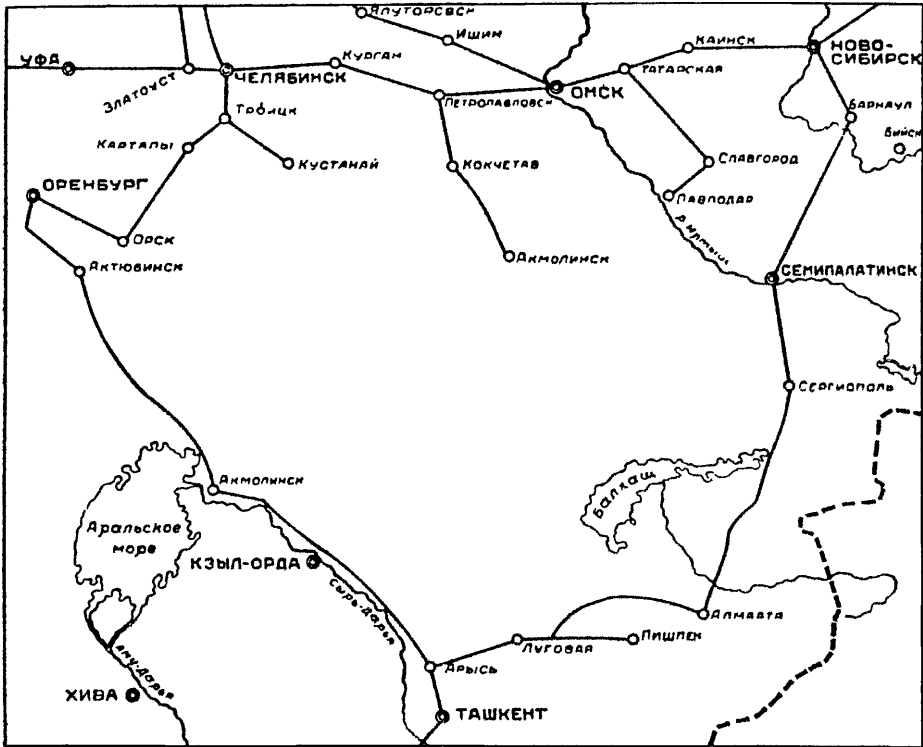 ЯЛУТОРОВСК
ИШИМ
КАИНСК
НОВО-
СИБИРСК
УФА
ЗЛАТОУСТ
ЧЕЛЯБИНСК
КУРГАН
ПЕТРОПАВЛОВСК
ОМСК
ТАТАРСКАЯ
БАРНАУЛ
БИЙСК
ТРОИЦК
КАРТАЛЫ
КУСТАНАЙ
КОКЧЕТАВ
СЛАВГОРОД
ПАВЛОДАР
ОРЕНБУРГ
ОРСК
АКТЮБИНСК
АКМОЛИНСК
р. Иртыш
СЕМИПАЛАТИНСК
СЕРГИОПОЛЬ
АКМОЛИНСК
БАЛХАШ
Аральское
море
КЗЫЛ-ОРДА
СЫРЬ-ДАРЬЯ
АЛМААТА
ЛУГОВАЯ
ПИШПЕК
АРЫСЬ
АМУ-ДАРЬЯ
ХИВА
ТАШКЕНТ